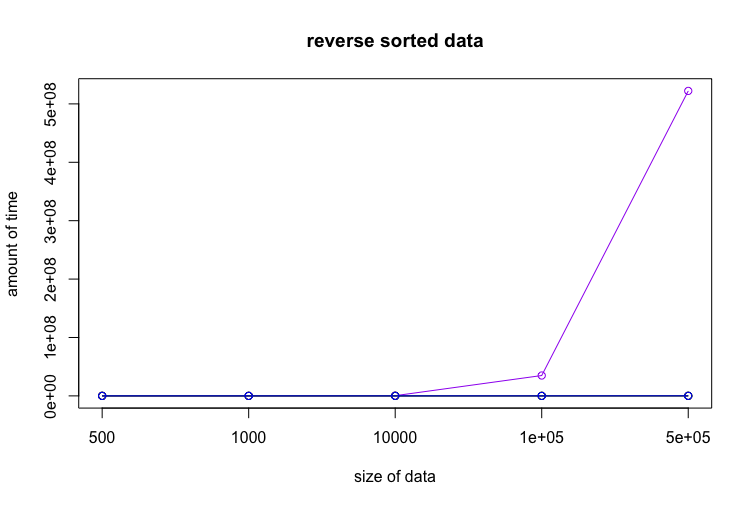 reverse sorted data
amount of time
5e+08
4e+08
3e+08
2e+08
1e+08
0e+00
500 1000 10000 1e+05 5e+05
size of data